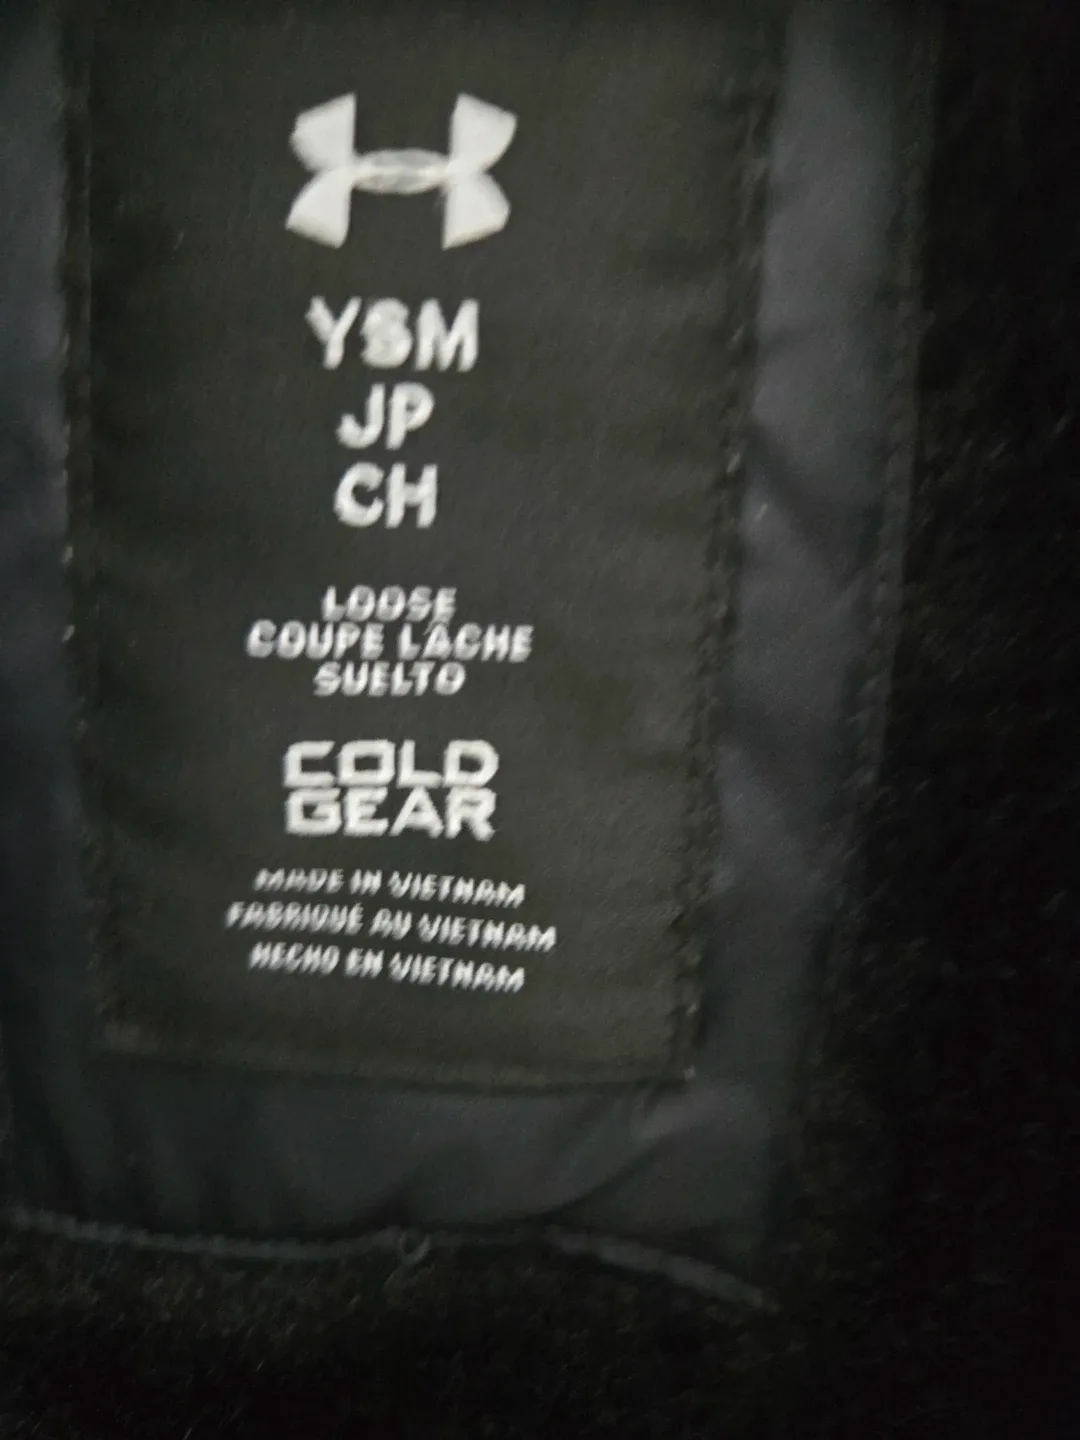 YSM
JP
CH
LOOSE
COUPE LÂCHE
SUELTO
COLD
GEAR
MADE IN VIETNAM
FABRIQUÉ AU VIETNAM
HECHO EN VIETNAM